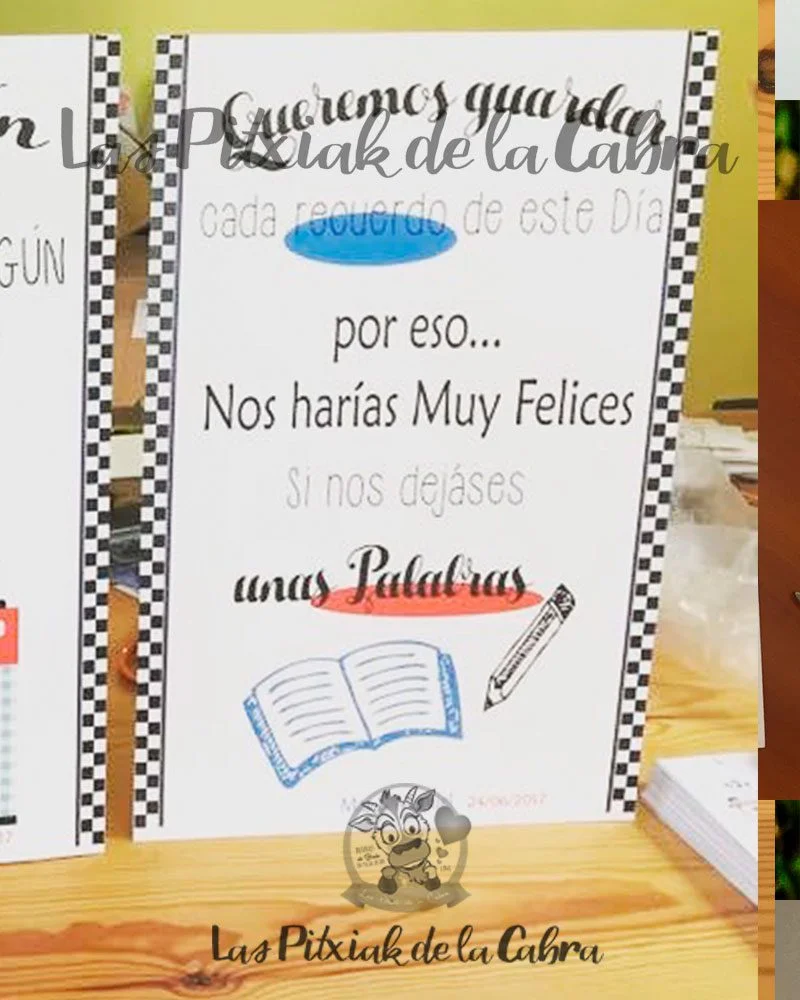 Queremos guardar
Las Pitxiak de la Cabra
cada recuerdo de este Día
GÚN
por eso...
Nos harías Muy Felices
Si nos dejáses
unas Palabras
24/06/2017
Las Pitxiak de la Cabra